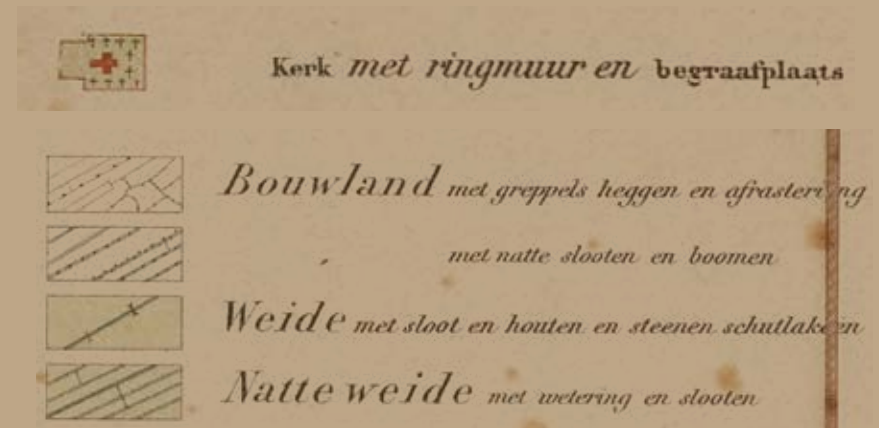 Kerk met ringmuur en begraafplaats
Bouwland met greppels heggen en afrastering
met natte slooten en boomen
Weide met sloot en houten en steenen schutlaken
Natte weide met wetering en slooten